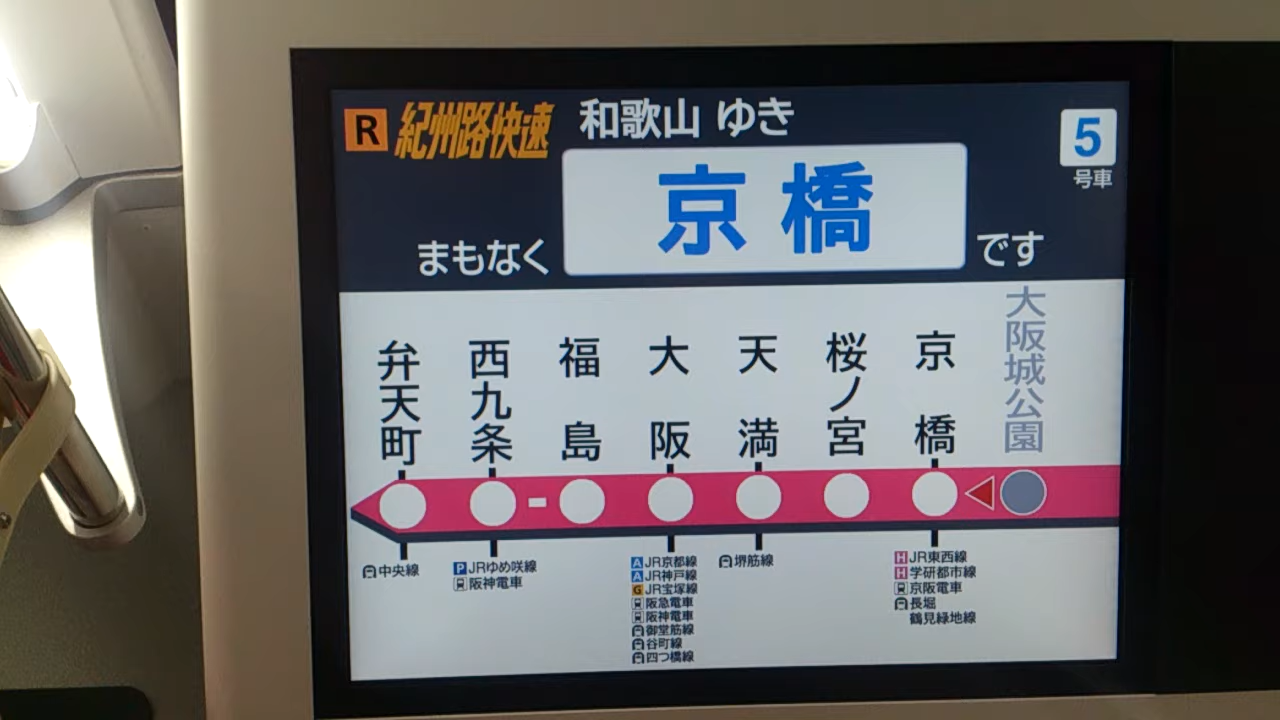 R 紀州路快速 和歌山 ゆき
5
号車
まもなく 京橋 です
弁天町 西九条 福島 大阪 天満 桜ノ宮 京橋 大阪城公園
中央線
P JRゆめ咲線
阪神電車
A JR京都線
A JR神戸線
G JR宝塚線
阪急電車
阪神電車
御堂筋線
谷町線
四つ橋線
堺筋線
H JR東西線
H 学研都市線
京阪電車
長堀
鶴見緑地線